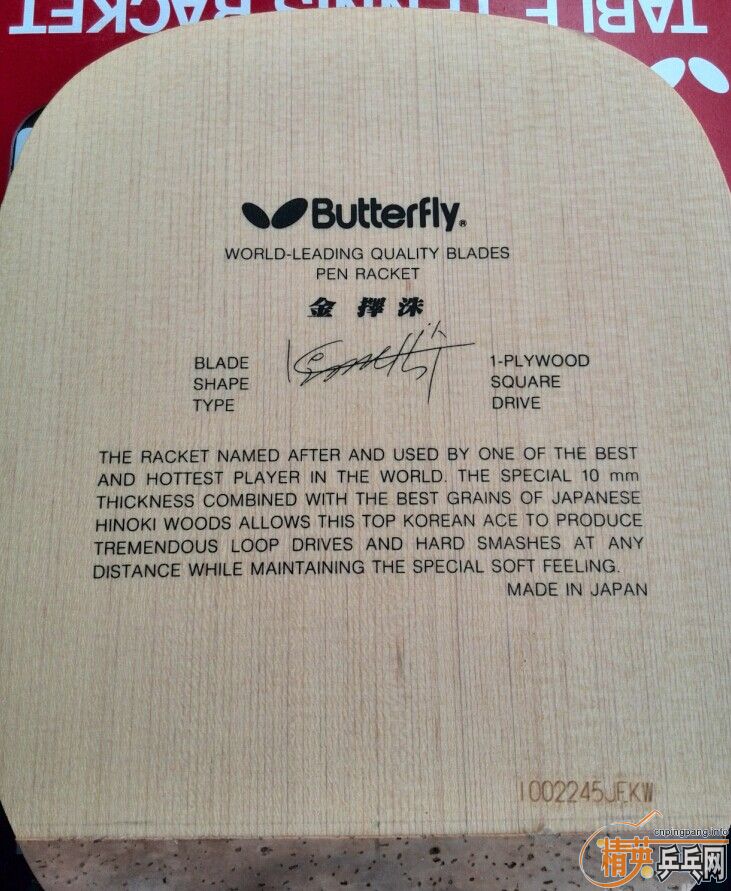 TABLE TENNIS RACKET
Butterfly®
WORLD-LEADING QUALITY BLADES
PEN RACKET
金擇洙
BLADE 1-PLYWOOD
SHAPE SQUARE
TYPE DRIVE
THE RACKET NAMED AFTER AND USED BY ONE OF THE BEST
AND HOTTEST PLAYER IN THE WORLD. THE SPECIAL 10 mm
THICKNESS COMBINED WITH THE BEST GRAINS OF JAPANESE
HINOKI WOODS ALLOWS THIS TOP KOREAN ACE TO PRODUCE
TREMENDOUS LOOP DRIVES AND HARD SMASHES AT ANY
DISTANCE WHILE MAINTAINING THE SPECIAL SOFT FEELING.
MADE IN JAPAN
1002245JFKW
cnpingpang.info
精英乒乓网